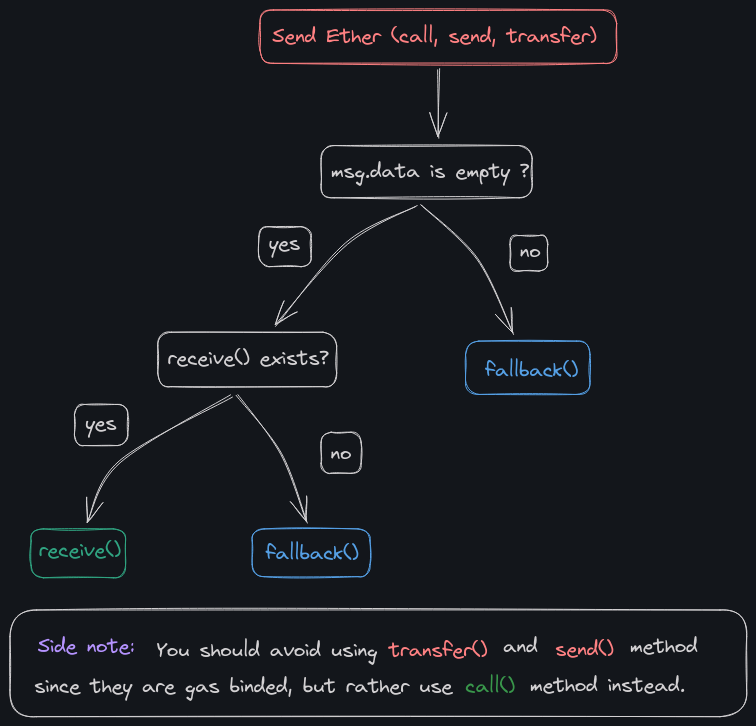 Send Ether (call, send, transfer)
msg.data is empty ?
yes
no
receive() exists?
fallback()
yes
no
receive()
fallback()
Side note: You should avoid using transfer() and send() method
since they are gas binded, but rather use call() method instead.